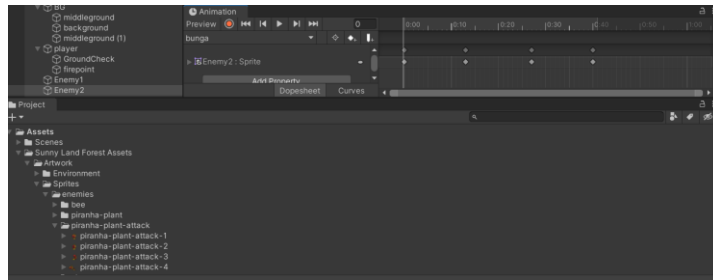 BG
middleground
background
middleground (1)
player
GroundCheck
firepoint
Enemy1
Enemy2
Animation
Preview
0
0:00
0:10
0:20
0:30
0:40
0:50
1:00
bunga
Enemy2 : Sprite
Add Property
Dopesheet Curves
Project
Assets
Scenes
Sunny Land Forest Assets
Artwork
Environment
Sprites
enemies
bee
piranha-plant
piranha-plant-attack
piranha-plant-attack-1
piranha-plant-attack-2
piranha-plant-attack-3
piranha-plant-attack-4